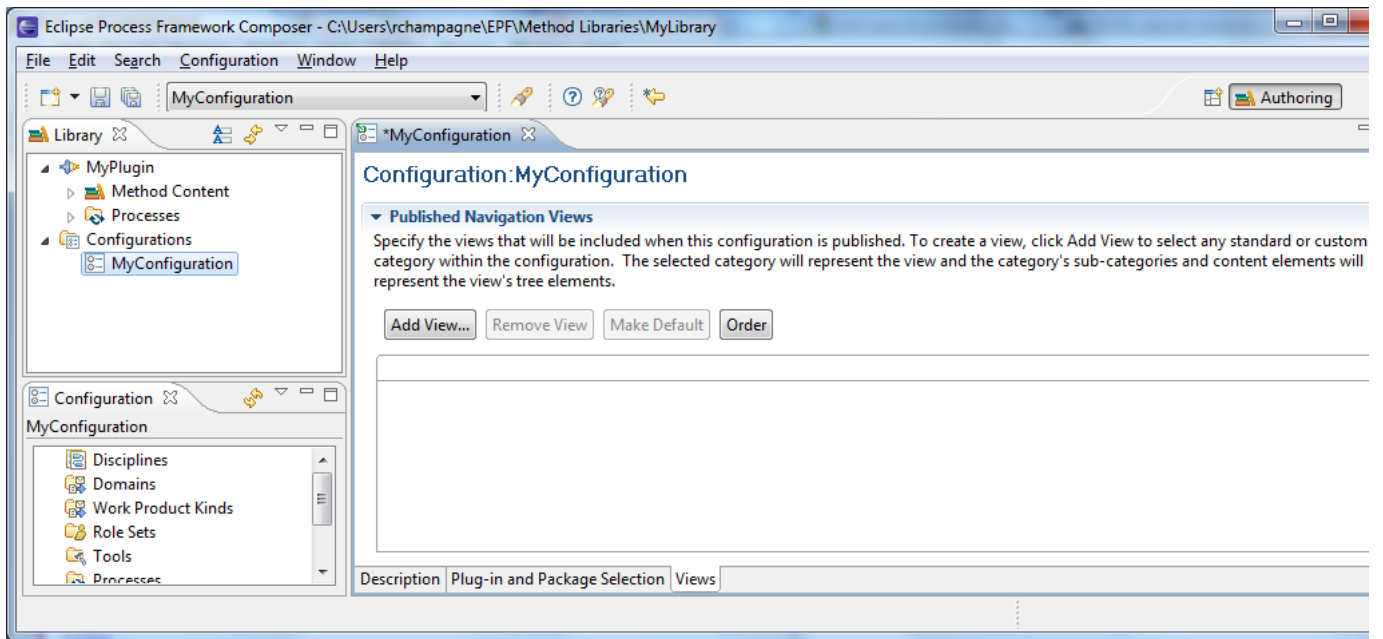 Eclipse Process Framework Composer - C:\Users\rchampagne\EPF\Method Libraries\MyLibrary
File Edit Search Configuration Window Help
MyConfiguration
Authoring
Library
MyPlugin
Method Content
Processes
Configurations
MyConfiguration
*MyConfiguration
Configuration:MyConfiguration
Published Navigation Views
Specify the views that will be included when this configuration is published. To create a view, click Add View to select any standard or custom
category within the configuration. The selected category will represent the view and the category's sub-categories and content elements will
represent the view's tree elements.
Add View... Remove View Make Default Order
Configuration
MyConfiguration
Disciplines
Domains
Work Product Kinds
Role Sets
Tools
Processes
Description Plug-in and Package Selection Views